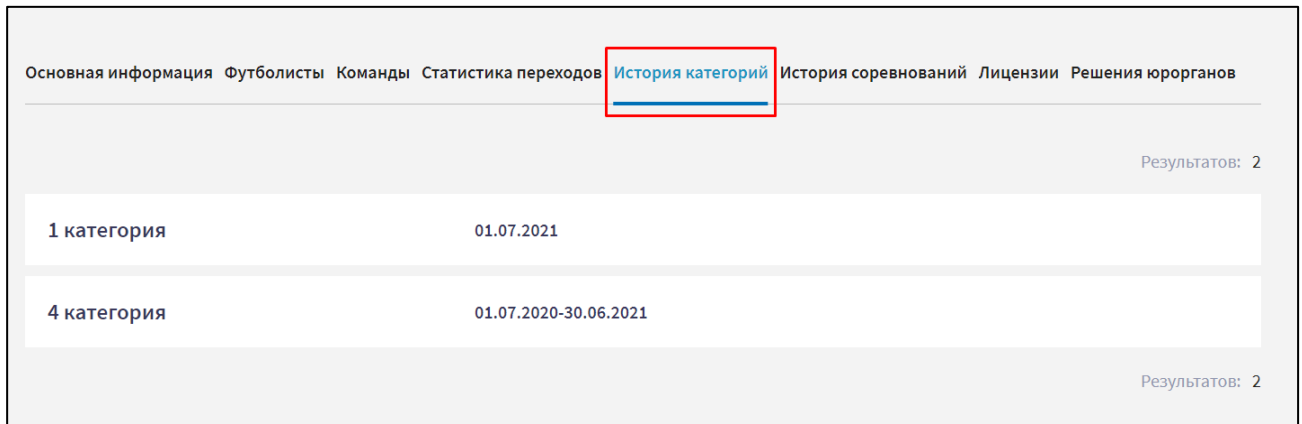 Основная информация Футболисты Команды Статистика переходов История категорий История соревнований Лицензии Решения юрорганов
Результатов: 2
1 категория 01.07.2021
4 категория 01.07.2020-30.06.2021
Результатов: 2